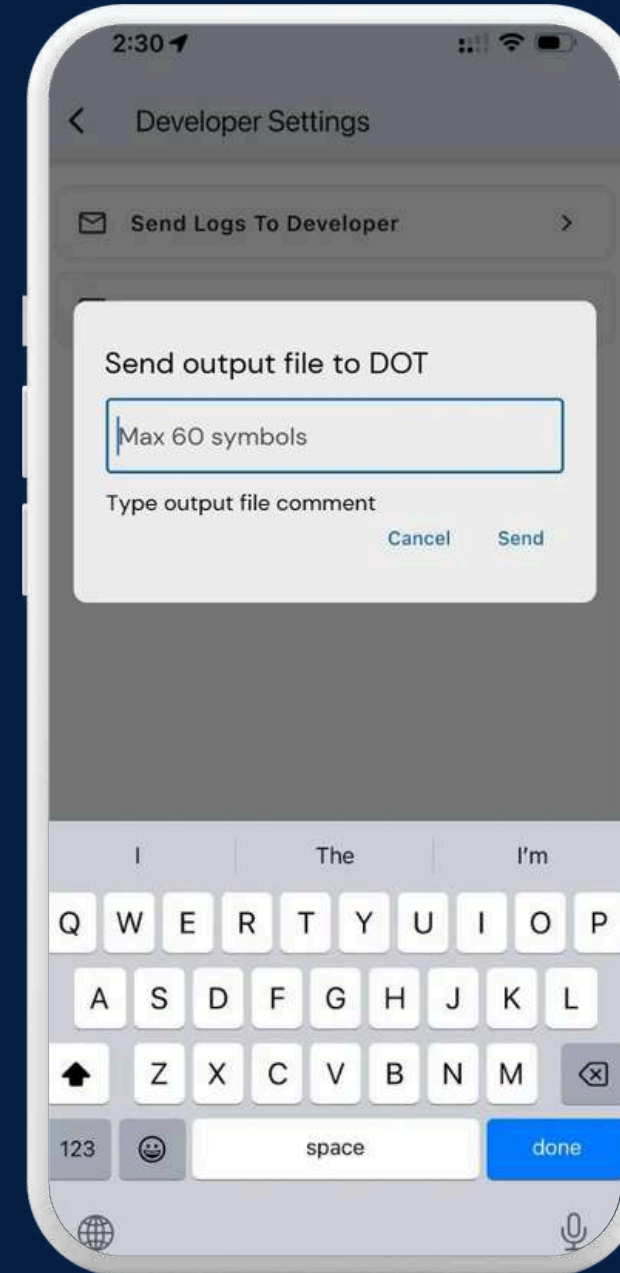 2:30
Developer Settings
Send Logs To Developer
Send output file to DOT
Max 60 symbols
Type output file comment
Cancel Send
I The I'm
Q W E R T Y U I O P
A S D F G H J K L
Z X C V B N M
123 space done